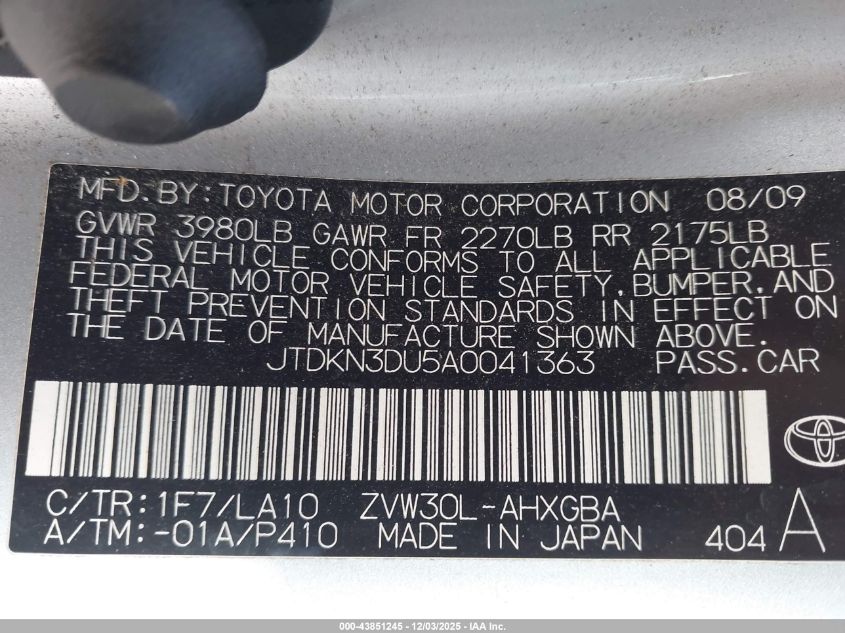 MFD.BY:TOYOTA MOTOR CORPORATION 08/09
GVWR 3980LB GAWR FR 2270LB RR 2175LB
THIS VEHICLE CONFORMS TO ALL APPLICABLE
FEDERAL MOTOR VEHICLE SAFETY,BUMPER,AND
THEFT PREVENTION STANDARDS IN EFFECT ON
THE DATE OF MANUFACTURE SHOWN ABOVE.
JTDKN3DU5A0041363 PASS.CAR
C/TR:1F7/LA10 ZVW30L-AHXGBA
A/TM:-01A/P410 MADE IN JAPAN 404 A
000-43851245 - 12/03/2025 - IAA Inc.